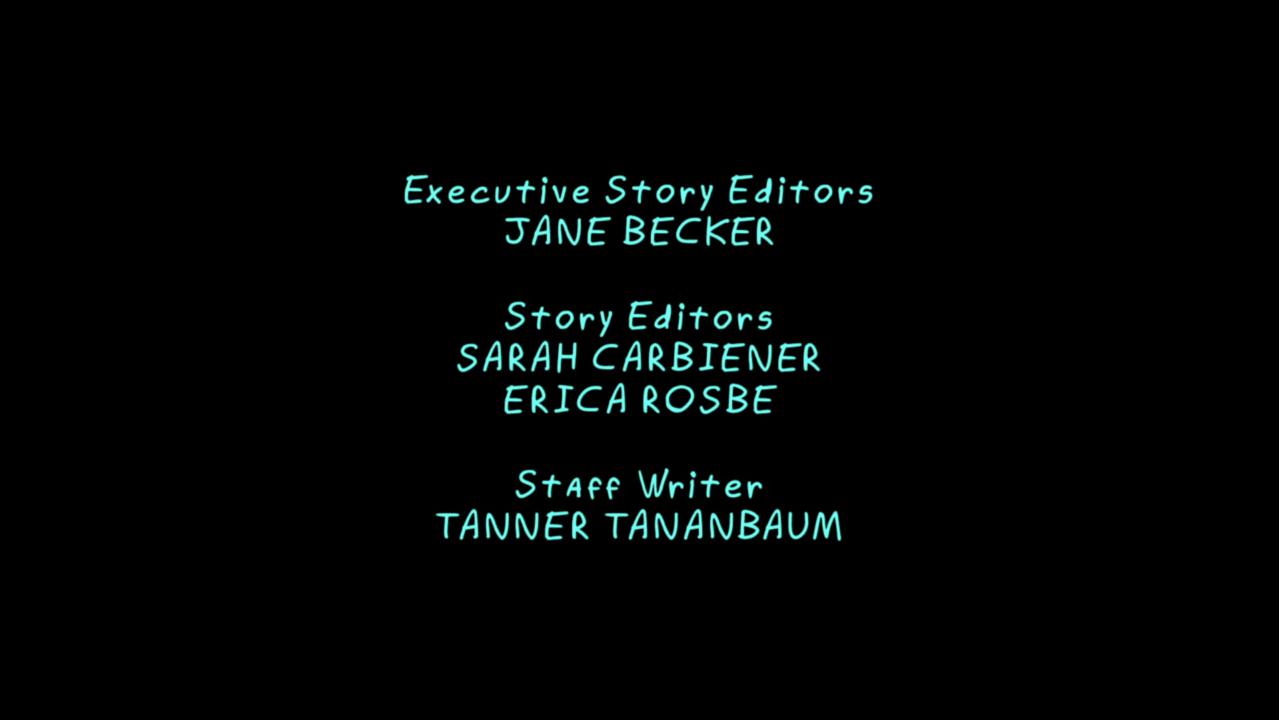 Executive Story Editors
JANE BECKER
Story Editors
SARAH CARBIENER
ERICA ROSBE
Staff Writer
TANNER TANANBAUM